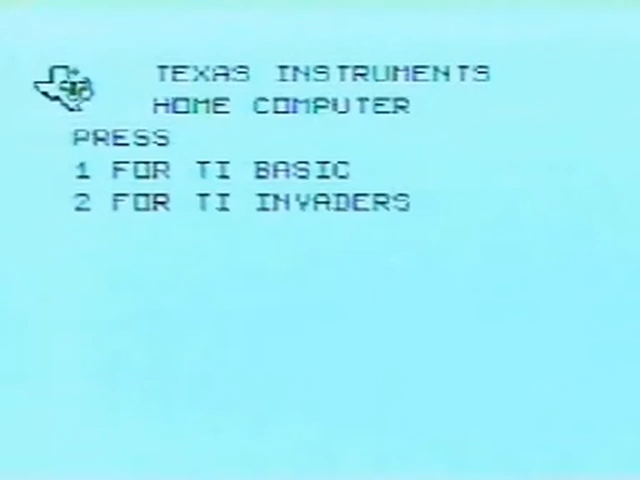 TEXAS INSTRUMENTS
HOME COMPUTER
PRESS
1 FOR TI BASIC
2 FOR TI INVADERS